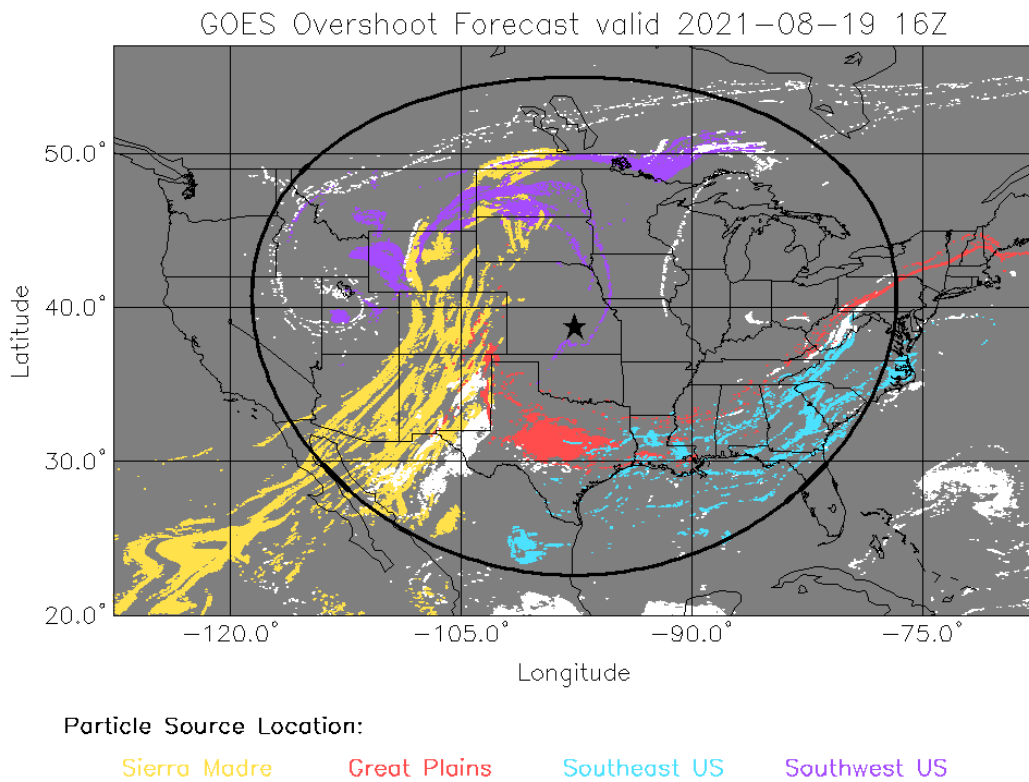 GOES Overshoot Forecast valid 2021-08-19 16Z
50.0°
40.0°
30.0°
20.0°
Latitude
-120.0° -105.0° -90.0° -75.0°
Longitude
Particle Source Location:
Sierra Madre Great Plains Southeast US Southwest US